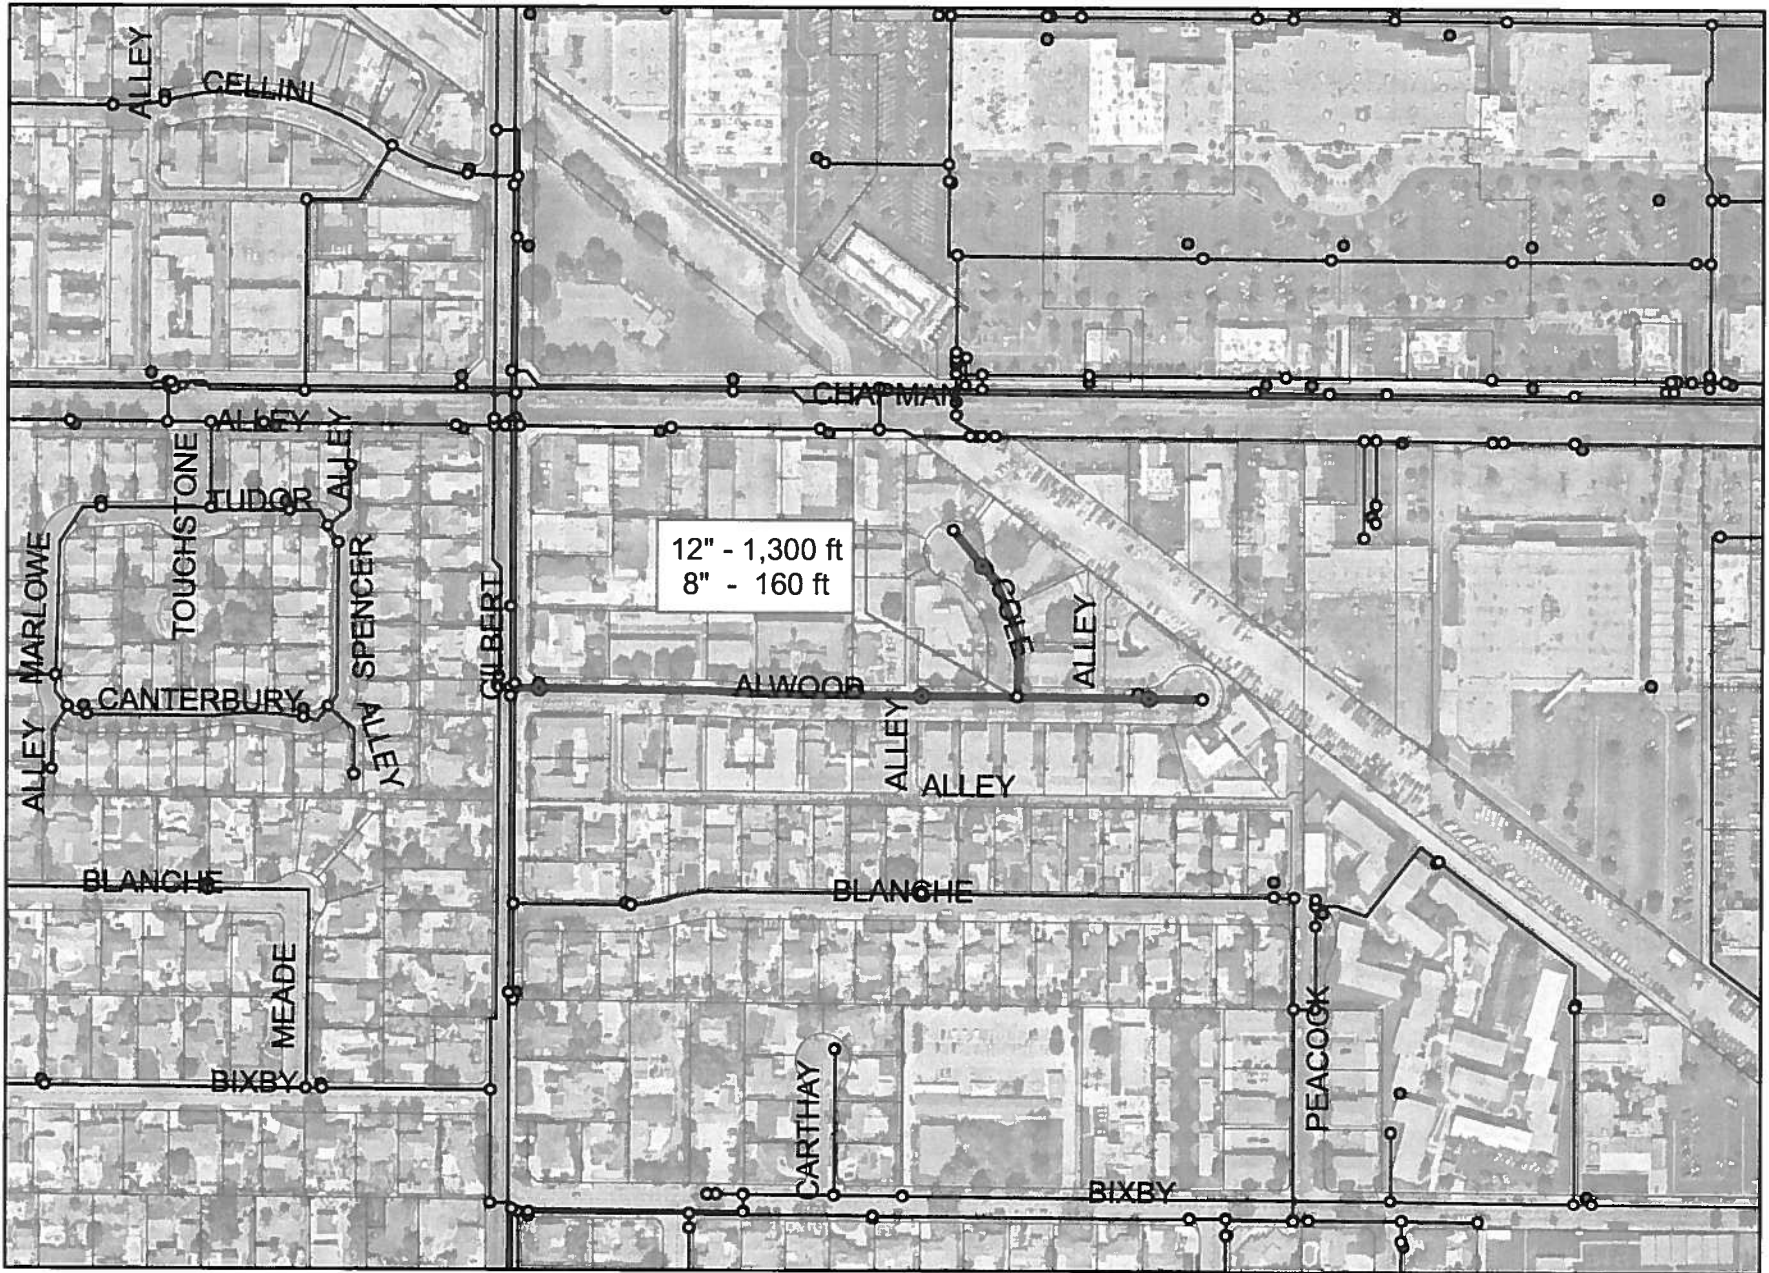 ALLEY
CELLINI
CHAPMAN
ALLEY
ALLEY
TOUCHSTONE
TUDOR
MARLOWE
SPENCER
GILBERT
12" - 1,300 ft
8" - 160 ft
COLE
ALLEY
ALWOOD
CANTERBURY
ALLEY
ALLEY
ALLEY
ALLEY
BLANCHE
BLANCHE
MEADE
PEACOCK
BIXBY
CARTHAY
BIXBY